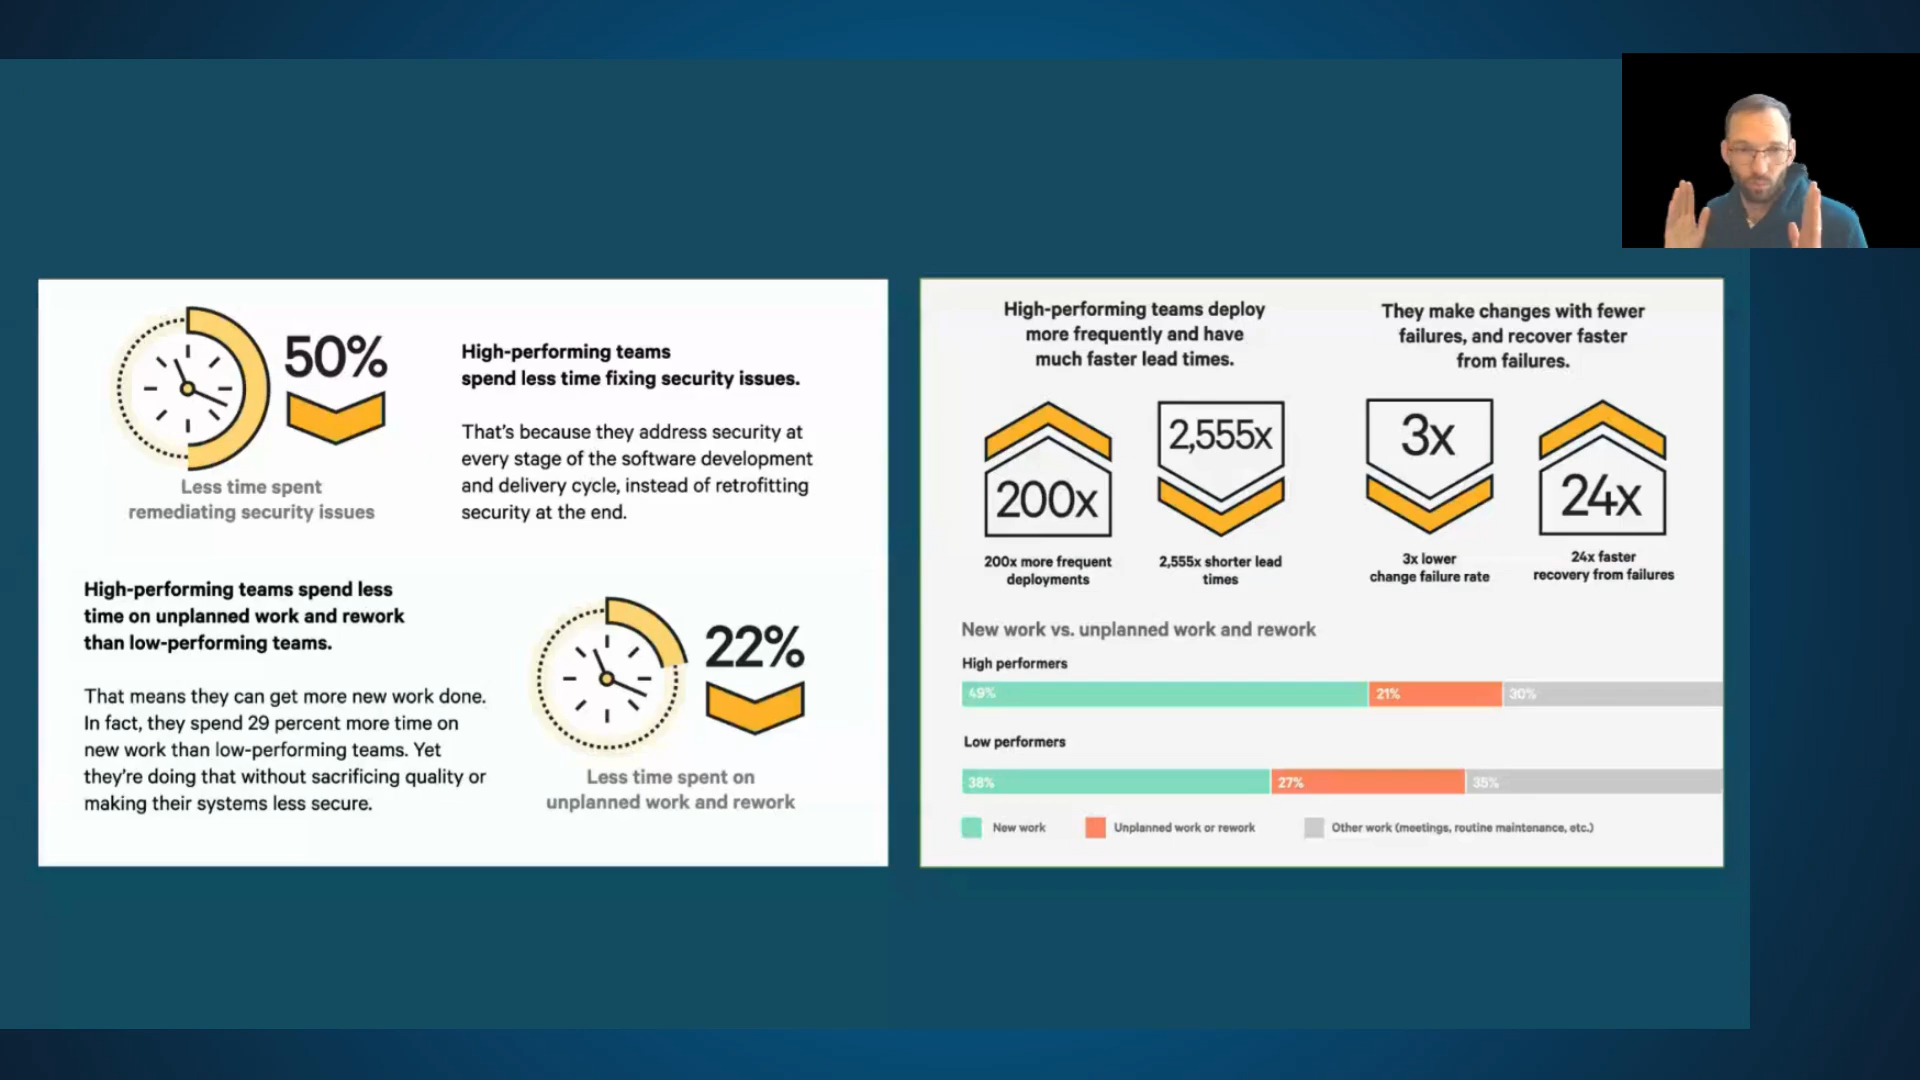 50%
Less time spent
remediating security issues
High-performing teams
spend less time fixing security issues.
That's because they address security at
every stage of the software development
and delivery cycle, instead of retrofitting
security at the end.
High-performing teams spend less
time on unplanned work and rework
than low-performing teams.
That means they can get more new work done.
In fact, they spend 29 percent more time on
new work than low-performing teams. Yet
they're doing that without sacrificing quality or
making their systems less secure.
22%
Less time spent on
unplanned work and rework
High-performing teams deploy
more frequently and have
much faster lead times.
200x
200x more frequent
deployments
2,555x
2,555x shorter lead
times
They make changes with fewer
failures, and recover faster
from failures.
3x
3x lower
change failure rate
24x
24x faster
recovery from failures
New work vs. unplanned work and rework
High performers
49% 21% 30%
Low performers
38% 27% 35%
New work Unplanned work or rework Other work (meetings, routine maintenance, etc.)